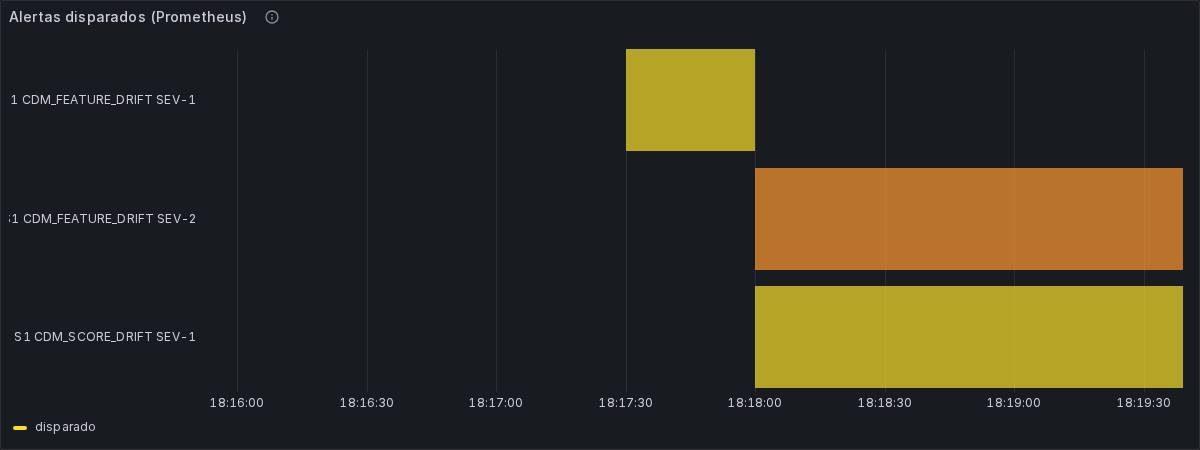 Alertas disparados (Prometheus)
1 CDM_FEATURE_DRIFT SEV-1
1 CDM_FEATURE_DRIFT SEV-2
S1 CDM_SCORE_DRIFT SEV-1
18:16:00 18:16:30 18:17:00 18:17:30 18:18:00 18:18:30 18:19:00 18:19:30
disparado